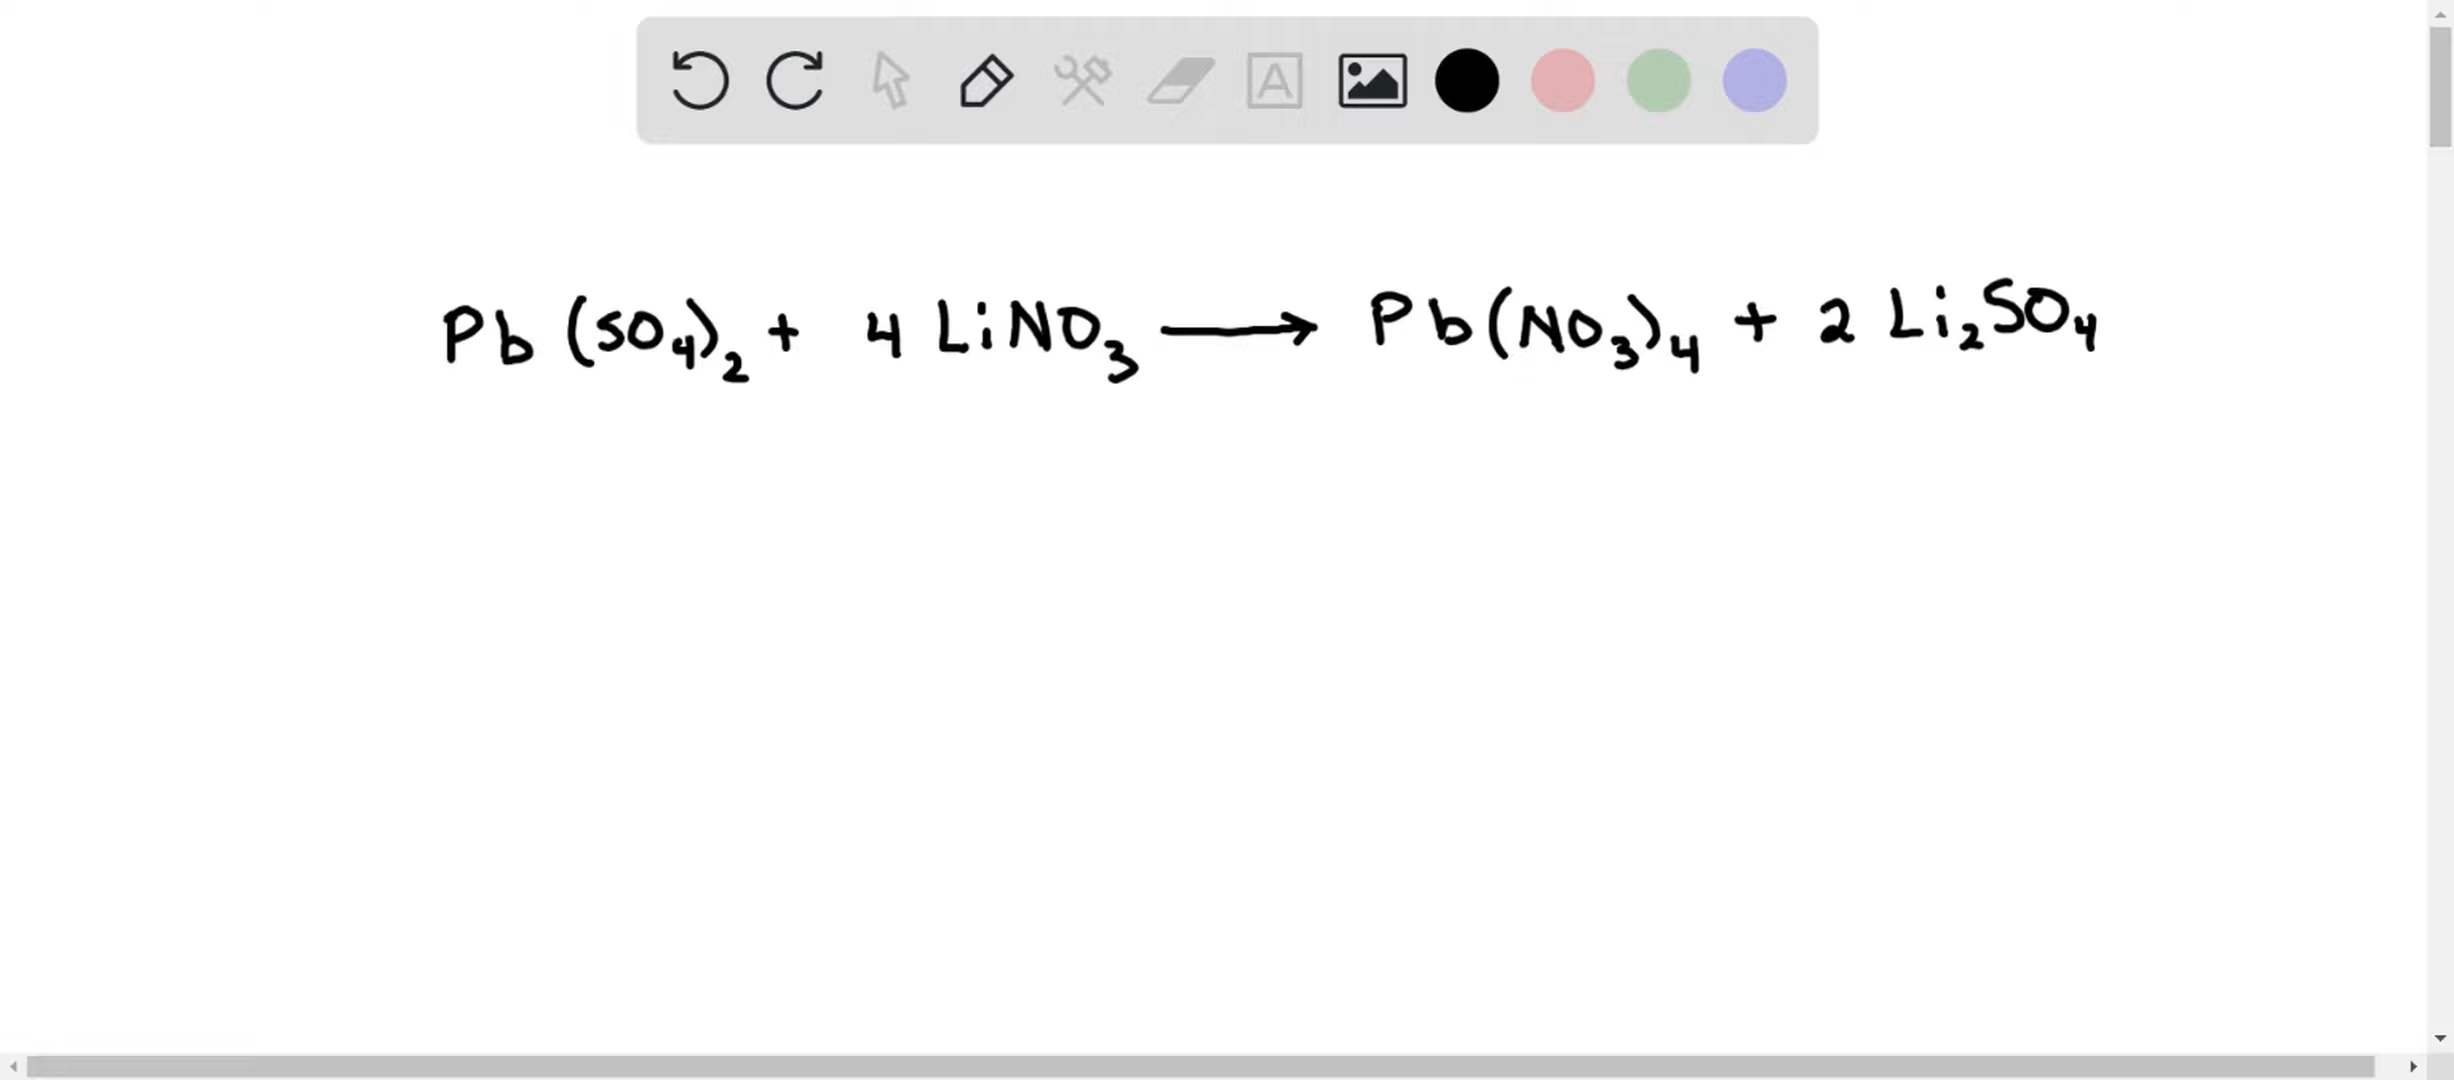 A
Pb(SO₄)₂ + 4 LiNO₃ ⟶ Pb(NO₃)₄ + 2 Li₂SO₄